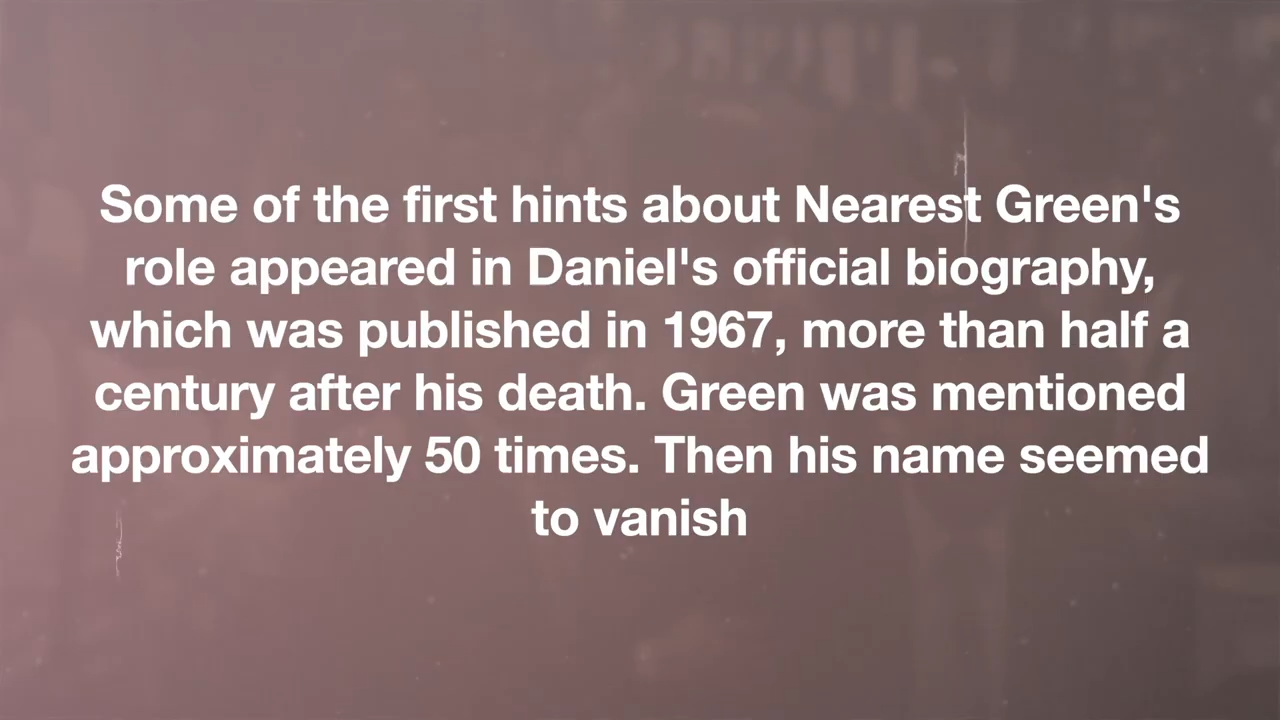 Some of the first hints about Nearest Green's
role appeared in Daniel's official biography,
which was published in 1967, more than half a
century after his death. Green was mentioned
approximately 50 times. Then his name seemed
to vanish